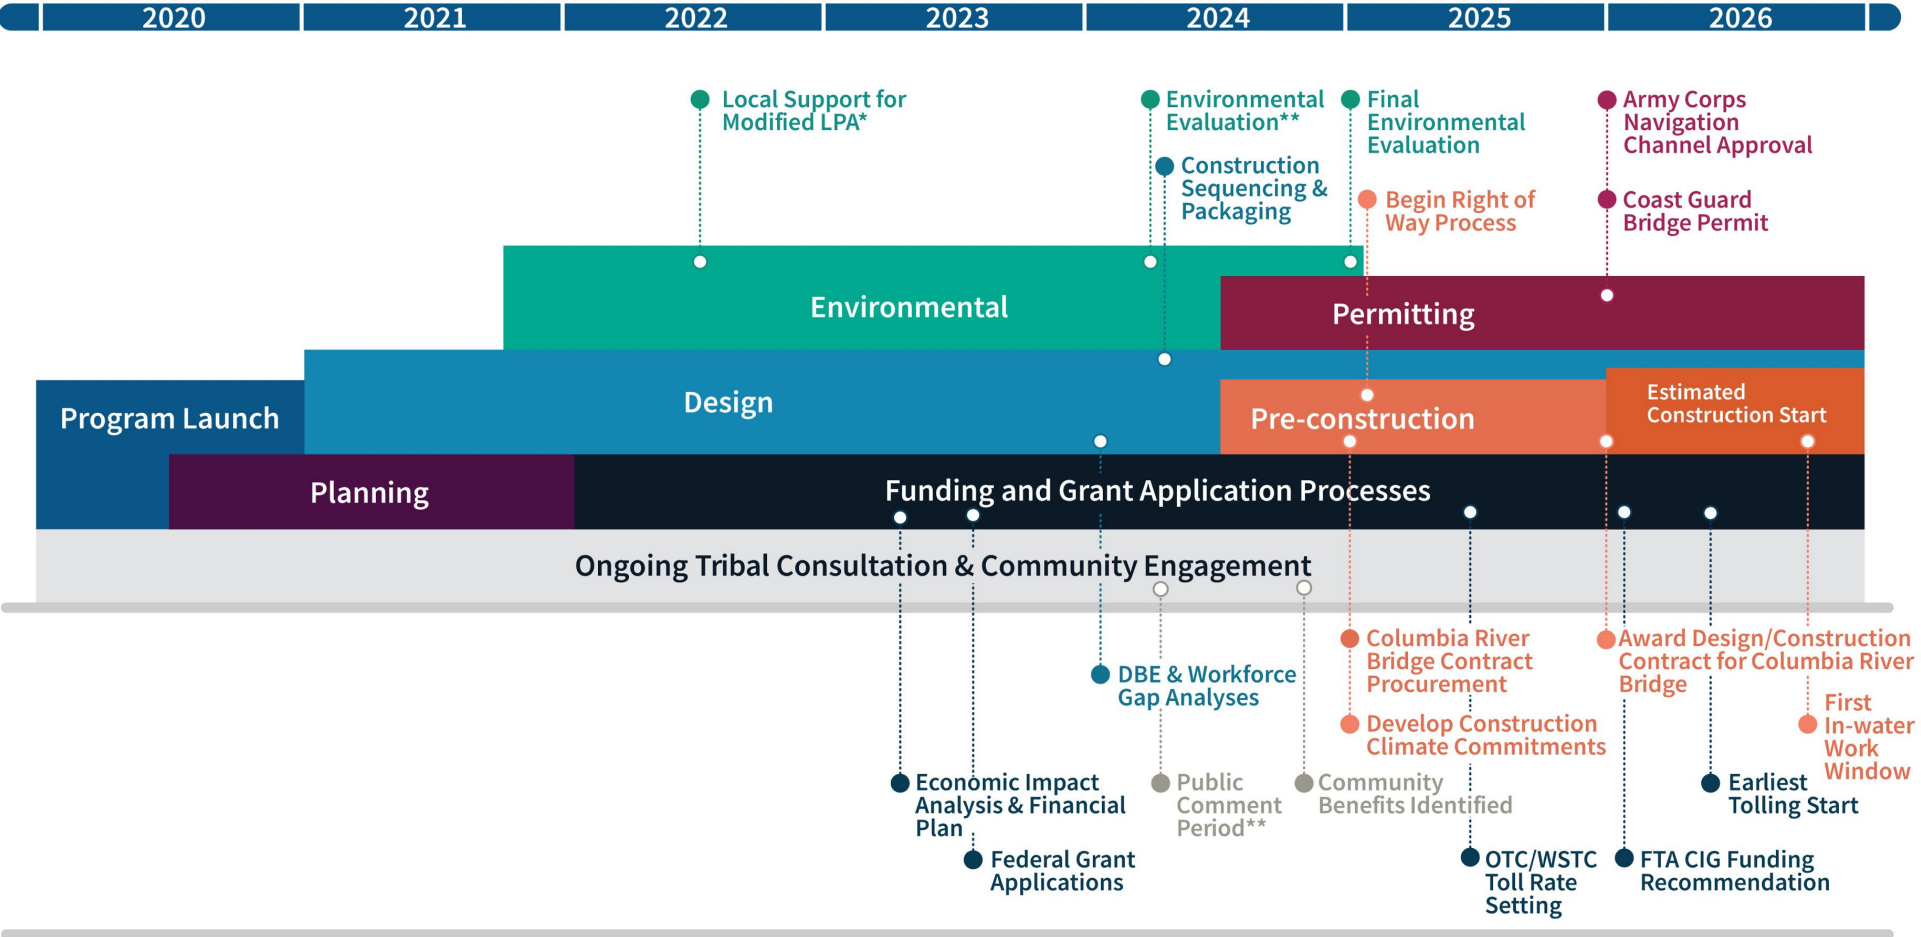 2020 2021 2022 2023 2024 2025 2026
Local Support for
Modified LPA*
Environmental
Evaluation**
Final
Environmental
Evaluation
Army Corps
Navigation
Channel Approval
Construction
Sequencing &
Packaging
Begin Right of
Way Process
Coast Guard
Bridge Permit
Environmental
Permitting
Program Launch
Design
Pre-construction
Estimated
Construction Start
Planning
Funding and Grant Application Processes
Ongoing Tribal Consultation & Community Engagement
Columbia River
Bridge Contract
Procurement
Award Design/Construction
Contract for Columbia River
Bridge
DBE & Workforce
Gap Analyses
Develop Construction
Climate Commitments
First
In-water
Work
Window
Economic Impact
Analysis & Financial
Plan
Public
Comment
Period**
Community
Benefits Identified
Earliest
Tolling Start
Federal Grant
Applications
OTC/WSTC
Toll Rate
Setting
FTA CIG Funding
Recommendation